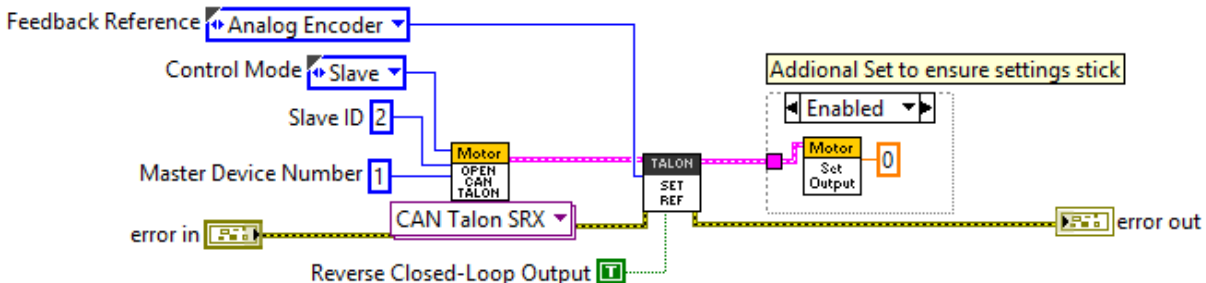 Feedback Reference
Analog Encoder
Control Mode
Slave
Addional Set to ensure settings stick
Enabled
Slave ID
2
Motor
OPEN
CAN
TALON
TALON
SET
REF
Motor
Set
Output
0
Master Device Number
1
CAN Talon SRX
error in
error out
Reverse Closed-Loop Output
T